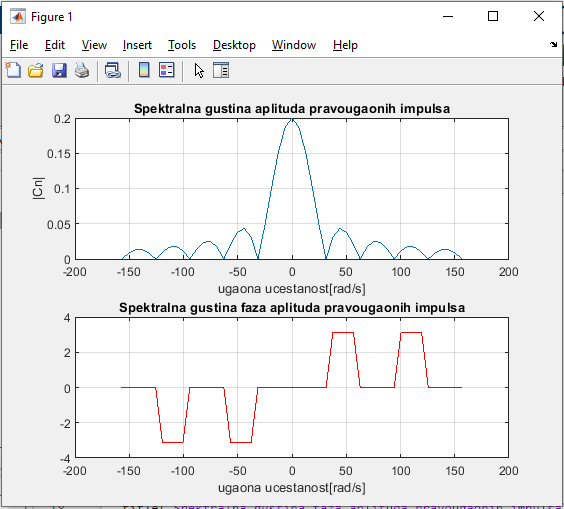 Figure 1
File Edit View Insert Tools Desktop Window Help
Spektralna gustina aplituda pravougaonih impulsa
0.2
0.15
0.1
0.05
0
|Cn|
-200 -150 -100 -50 0 50 100 150 200
ugaona ucestanost[rad/s]
Spektralna gustina faza aplituda pravougaonih impulsa
4
2
0
-2
-4
-200 -150 -100 -50 0 50 100 150 200
ugaona ucestanost[rad/s]